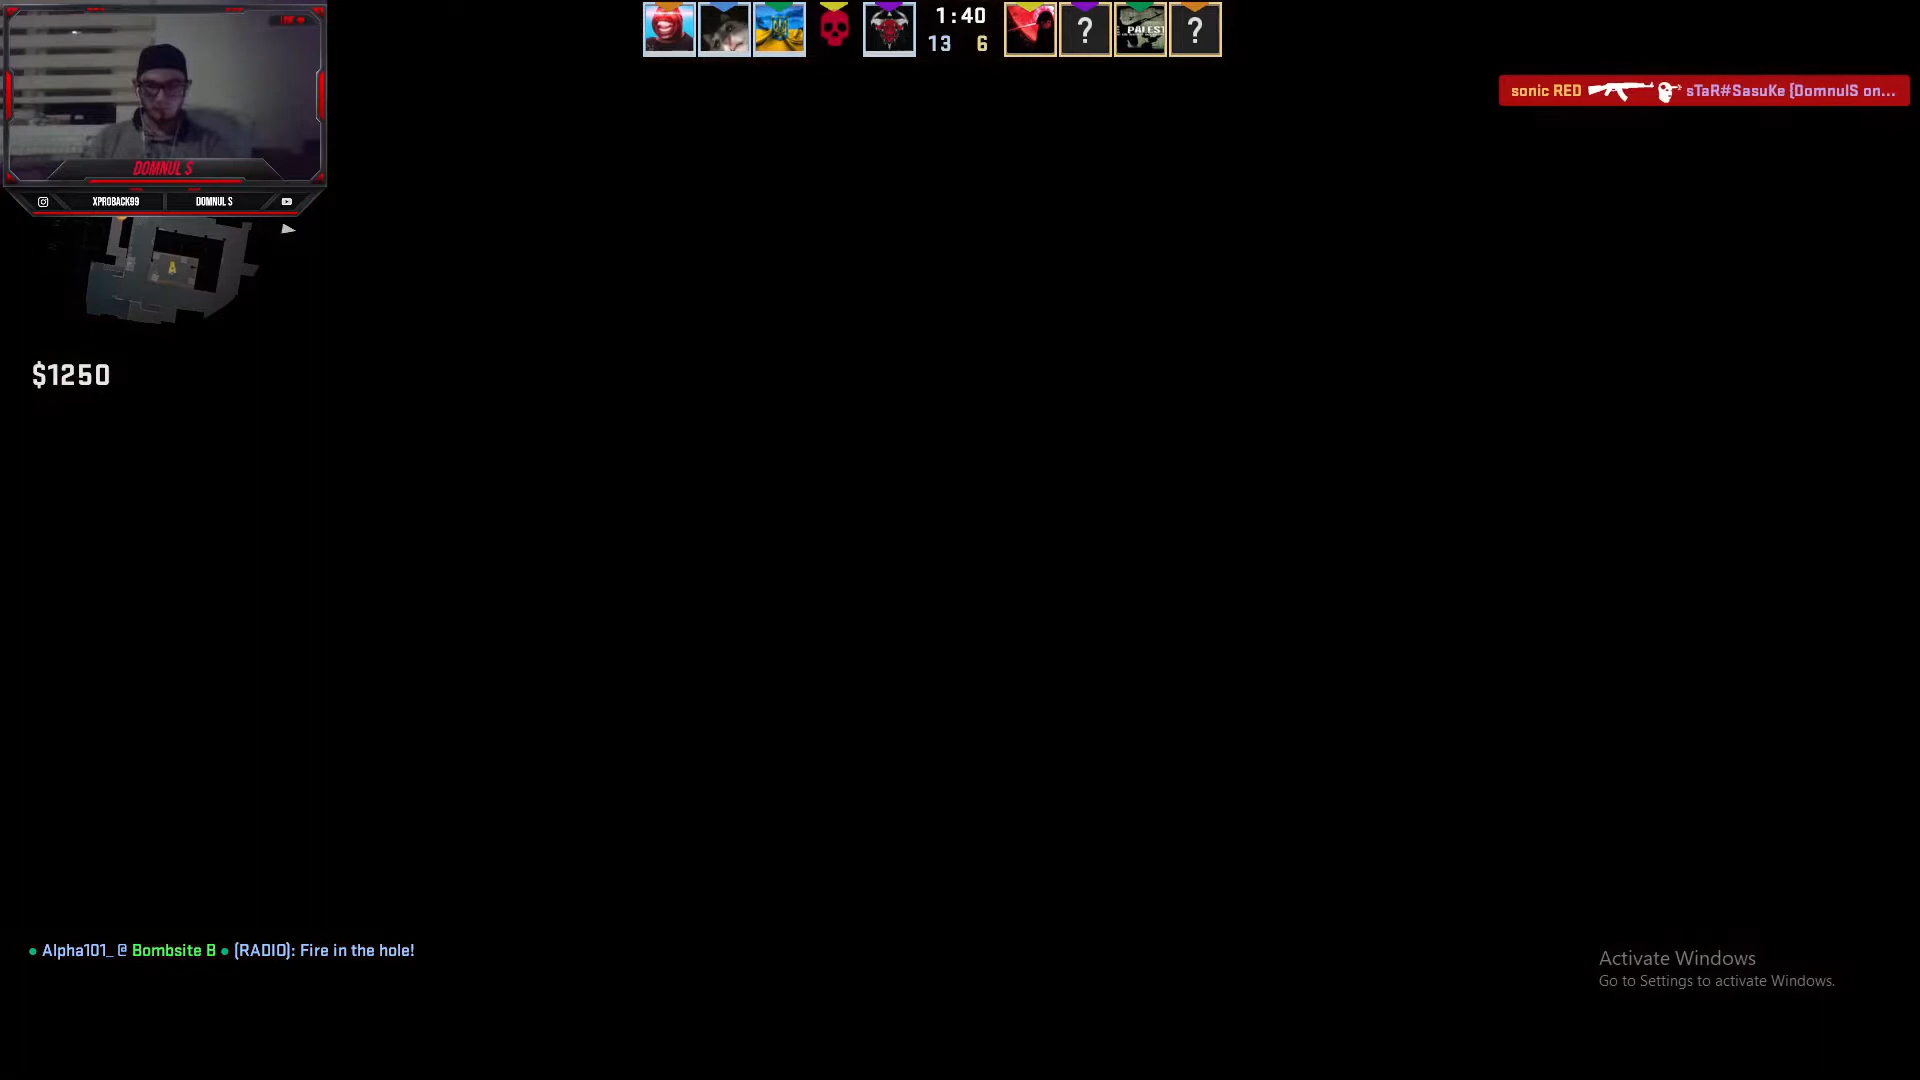 1:40
13 6
? ?
PALEST
sonic RED sTaR#SasuKe [DomnulS on...
DOMNUL S
XPROBACK99 DOMNUL S
A
$1250
Alpha101_ @ Bombsite B (RADIO): Fire in the hole!
Activate Windows
Go to Settings to activate Windows.